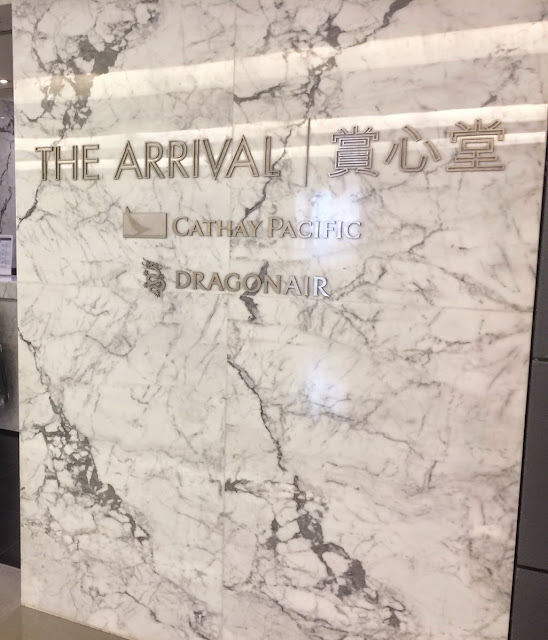 THE ARRIVAL | 賞心堂
CATHAY PACIFIC
DRAGONAIR